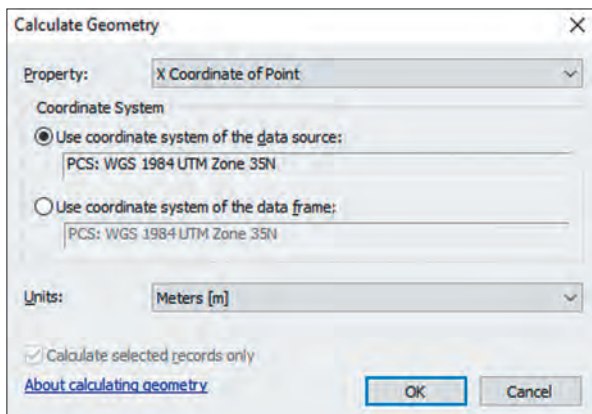 Calculate Geometry
Property: X Coordinate of Point
Coordinate System
Use coordinate system of the data source:
PCS: WGS 1984 UTM Zone 35N
Use coordinate system of the data frame:
PCS: WGS 1984 UTM Zone 35N
Units: Meters [m]
Calculate selected records only
About calculating geometry OK Cancel